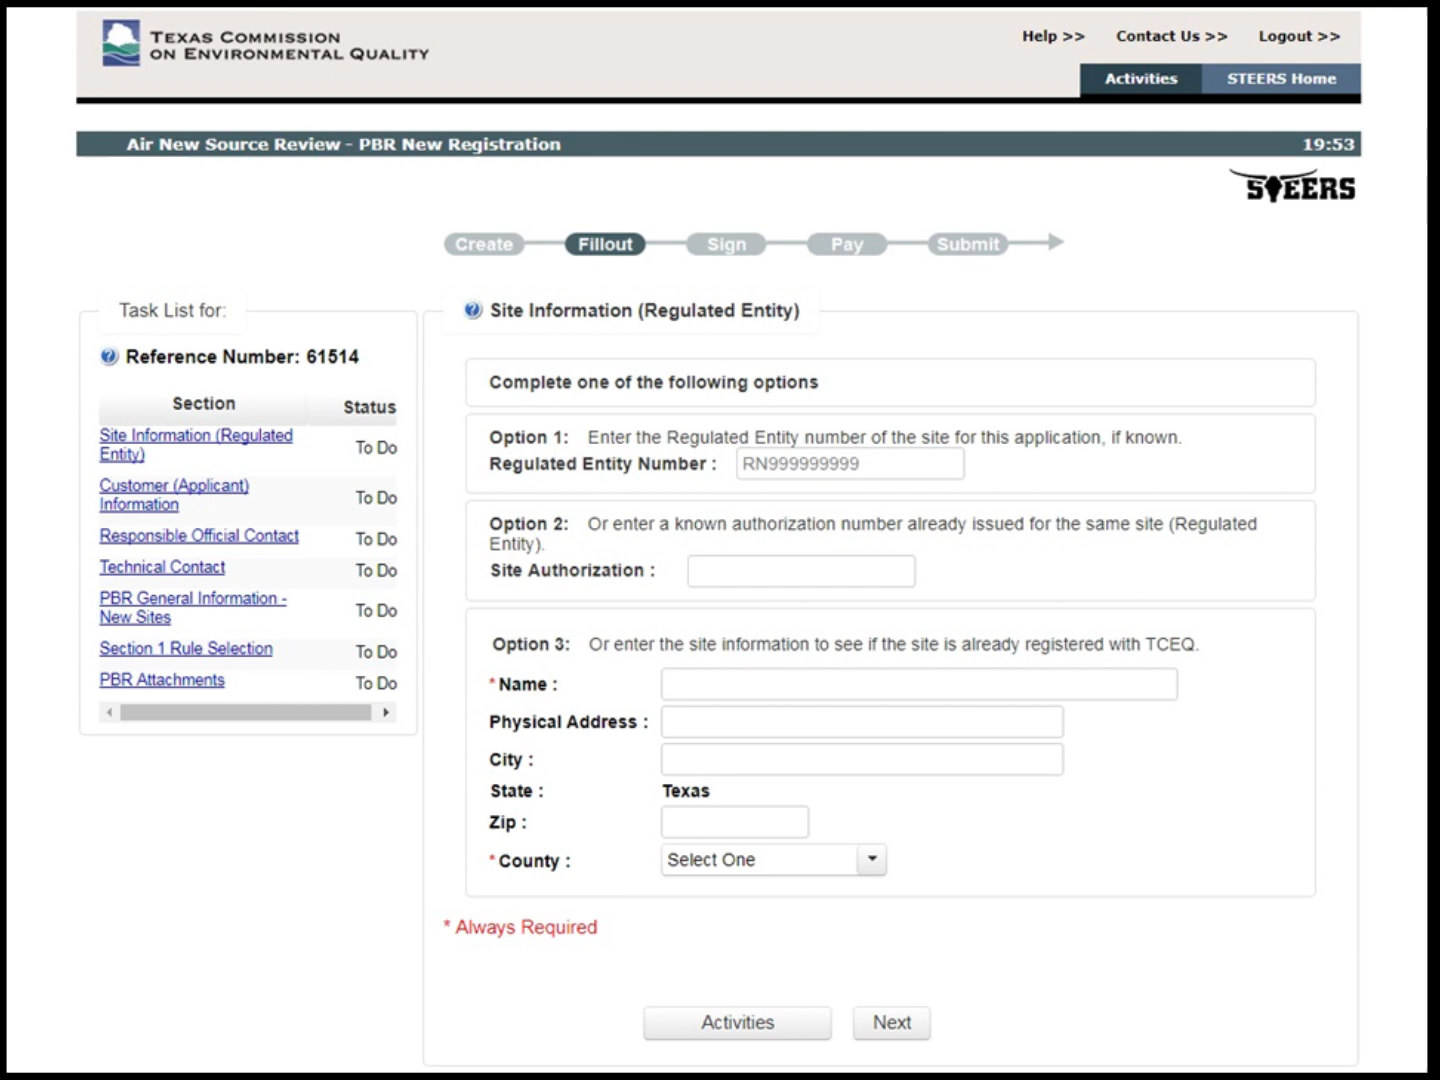 TEXAS COMMISSION
ON ENVIRONMENTAL QUALITY
Help >> Contact Us >> Logout >>
Activities STEERS Home
Air New Source Review - PBR New Registration 19:53
STEERS
Create Fillout Sign Pay Submit
Task List for:
Reference Number: 61514
Section Status
Site Information (Regulated
Entity) To Do
Customer (Applicant)
Information To Do
Responsible Official Contact To Do
Technical Contact To Do
PBR General Information -
New Sites To Do
Section 1 Rule Selection To Do
PBR Attachments To Do
Site Information (Regulated Entity)
Complete one of the following options
Option 1: Enter the Regulated Entity number of the site for this application, if known.
Regulated Entity Number : RN999999999
Option 2: Or enter a known authorization number already issued for the same site (Regulated
Entity).
Site Authorization :
Option 3: Or enter the site information to see if the site is already registered with TCEQ.
* Name :
Physical Address :
City :
State : Texas
Zip :
* County : Select One
* Always Required
Activities Next